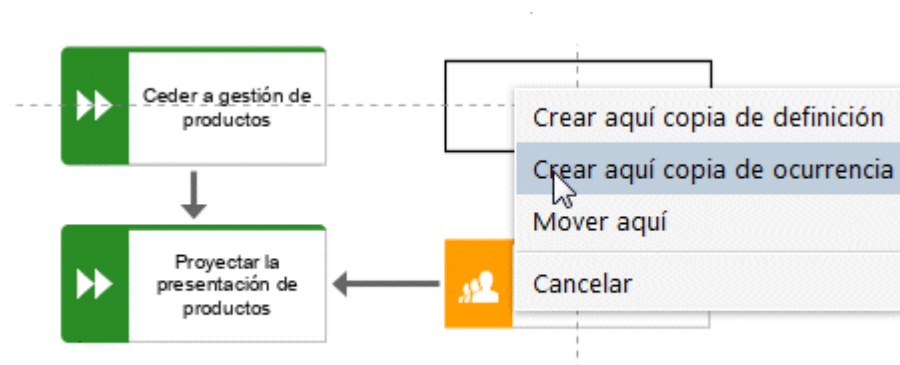 Ceder a gestión de
productos
Crear aquí copia de definición
Crear aquí copia de ocurrencia
Mover aquí
Cancelar
Proyectar la
presentación de
productos